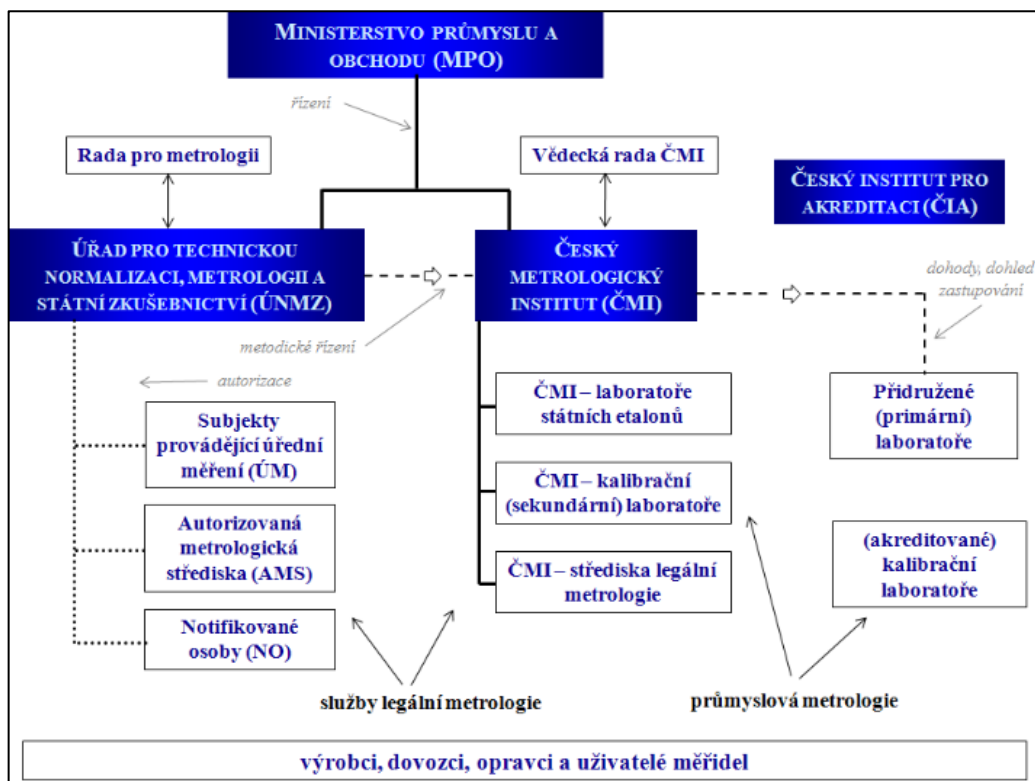 MINISTERSTVO PRŮMYSLU A
OBCHODU (MPO)
řízení
Rada pro metrologii
Vědecká rada ČMI
ČESKÝ INSTITUT PRO
AKREDITACI (ČIA)
ÚŘAD PRO TECHNICKOU
NORMALIZACI, METROLOGII A
STÁTNÍ ZKUŠEBNICTVÍ (ÚNMZ)
ČESKÝ
METROLOGICKÝ
INSTITUT (ČMI)
dohody, dohled
zastupování
metodické řízení
autorizace
Subjekty
provádějící úřední
měření (ÚM)
ČMI – laboratoře
státních etalonů
Přidružené
(primární)
laboratoře
ČMI – kalibrační
(sekundární) laboratoře
Autorizovaná
metrologická
střediska (AMS)
ČMI – střediska legální
metrologie
(akreditované)
kalibrační
laboratoře
Notifikované
osoby (NO)
služby legální metrologie
průmyslová metrologie
výrobci, dovozci, opravci a uživatelé měřidel